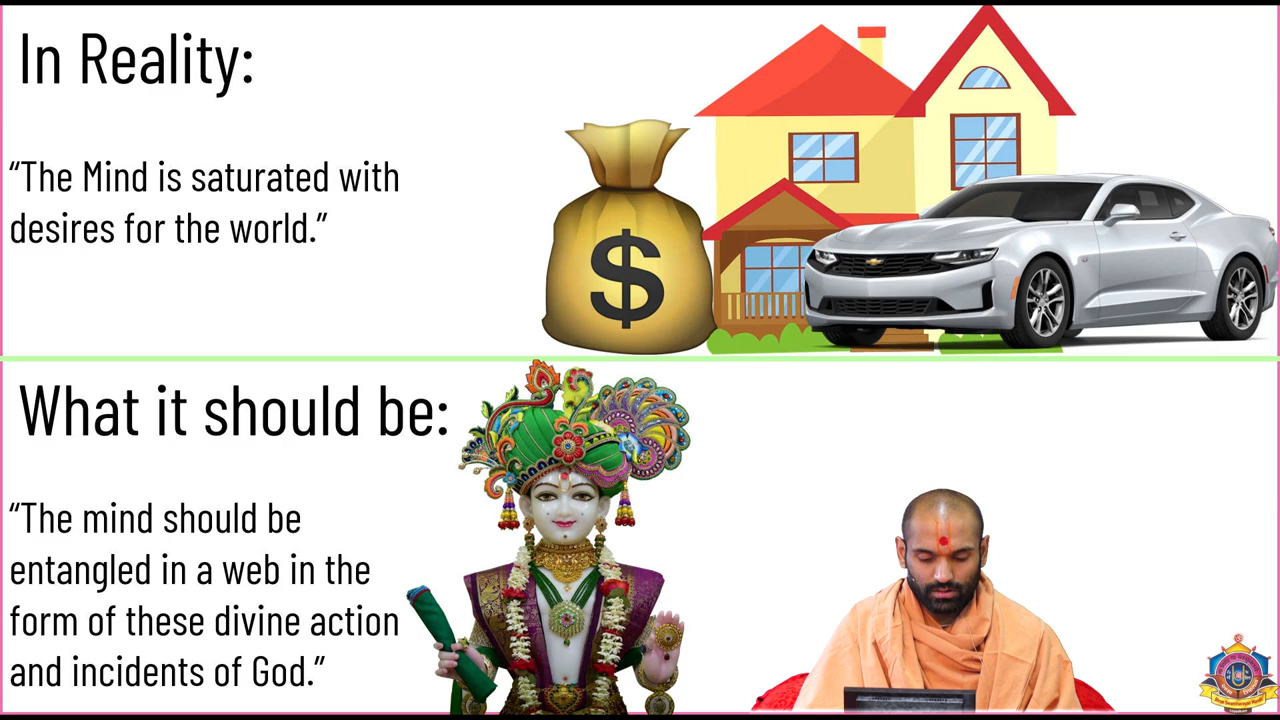 In Reality:
“The Mind is saturated with
desires for the world.”
$
What it should be:
“The mind should be
entangled in a web in the
form of these divine action
and incidents of God.”